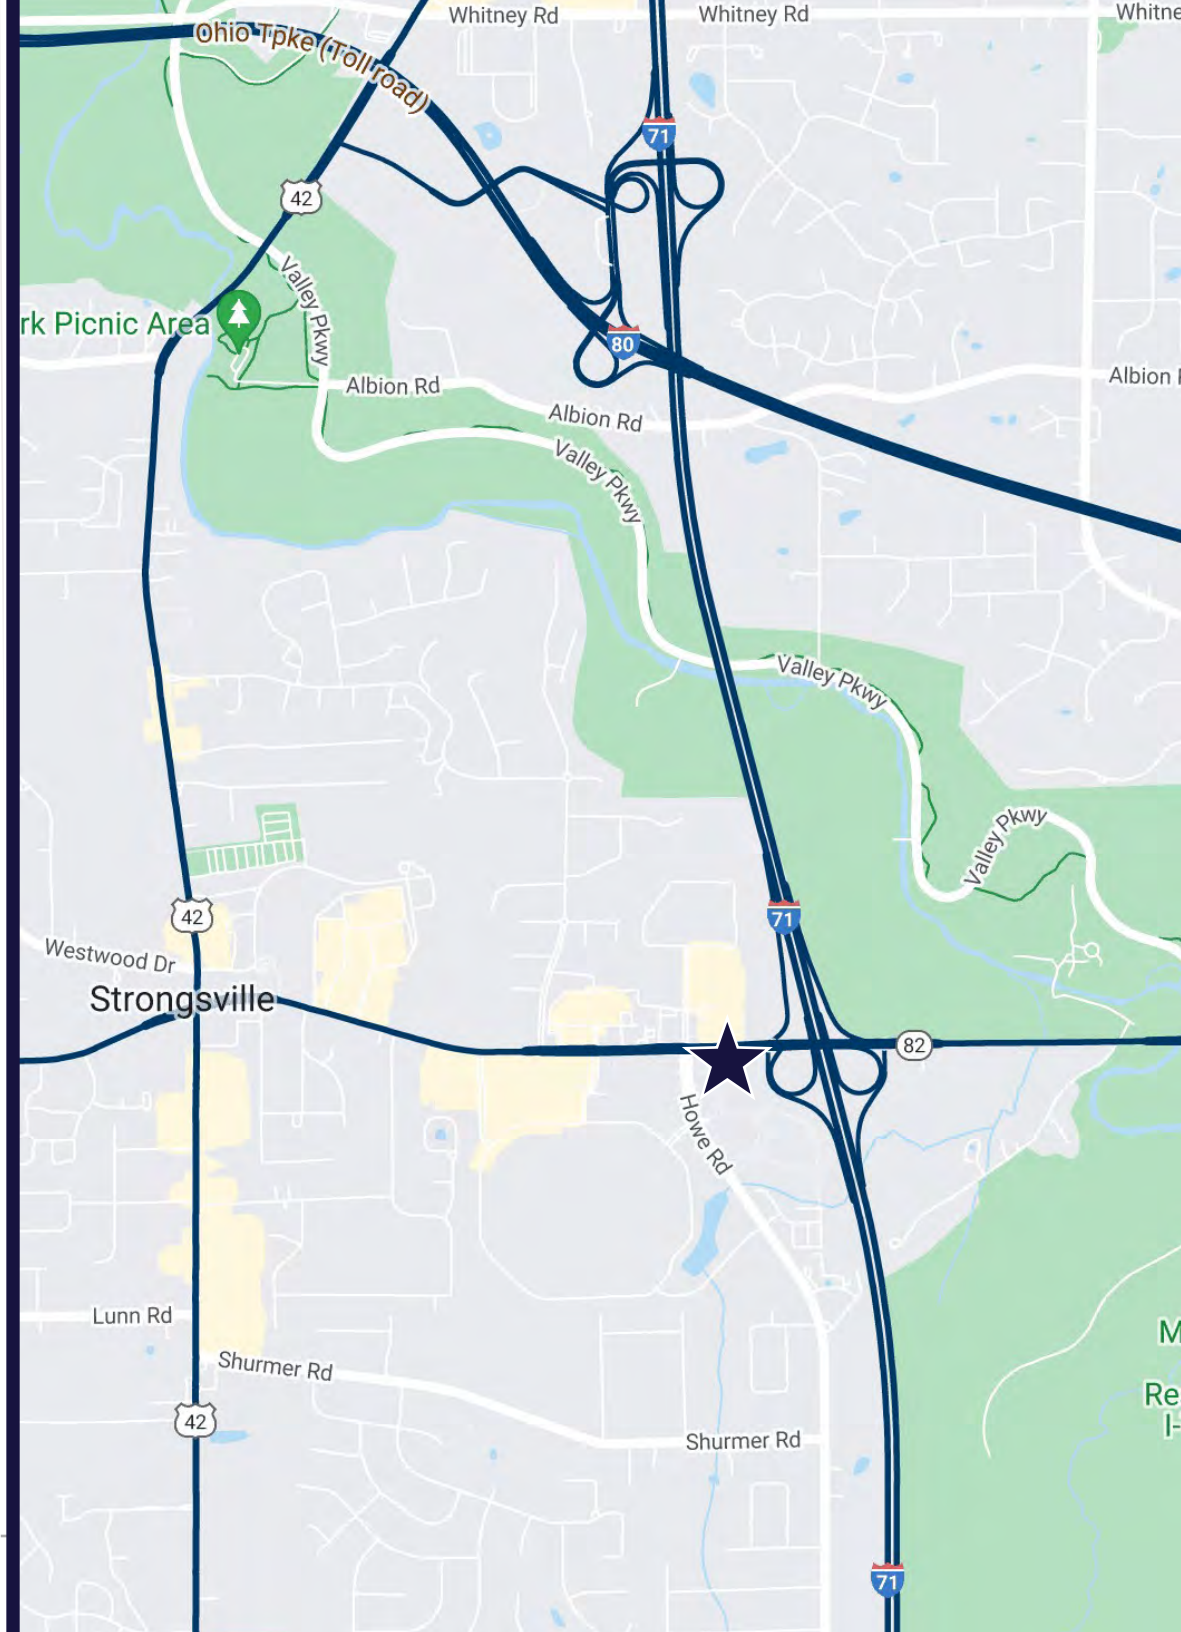 Whitney Rd
Whitney Rd
Whitne
Ohio Tpke (Toll road)
71
42
Valley Pkwy
rk Picnic Area
80
Albion Rd
Albion R
Albion Rd
Valley Pkwy
Valley Pkwy
Valley Pkwy
71
42
Westwood Dr
Strongsville
82
Howe Rd
Lunn Rd
M
Shurmer Rd
Re
I-
42
Shurmer Rd
71